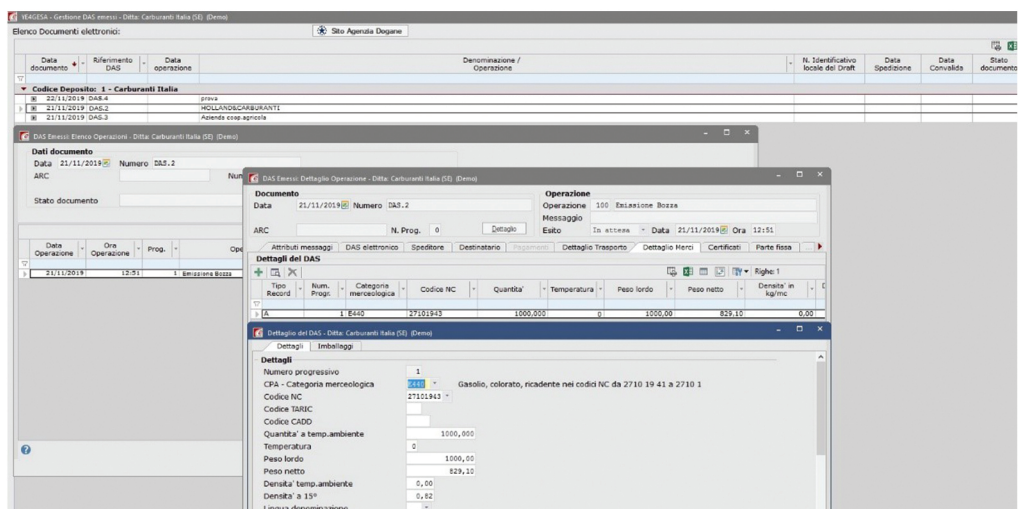 YE4GESA - Gestione DAS emessi - Ditta: Carburanti Italia (SE) (Demo)
Elenco Documenti elettronici: Sito Agenzia Dogane
Data documento Riferimento DAS Data operazione Denominazione / Operazione N. Identificativo locale del Draft Data Spedizione Data Convalida Stato documento
Codice Deposito: 1 - Carburanti Italia
22/11/2019 DAS.4 prova
21/11/2019 DAS.2 HOLLAND&CARBURANTI
21/11/2019 DAS.3 Azienda coop.agricola
DAS Emessi: Elenco Operazioni - Ditta: Carburanti Italia (SE) (Demo)
Dati documento
Data 21/11/2019 Numero DAS.2
ARC Num
Stato documento
Data Operazione Ora Operazione Prog. Ope
21/11/2019 12:51 1 Emissione Bozza
DAS Emessi: Dettaglio Operazione - Ditta: Carburanti Italia (SE) (Demo)
Documento Operazione
Data 21/11/2019 Numero DAS.2 Operazione 100 Emissione Bozza
Messaggio
ARC N. Prog. 0 Dettaglio Esito In attesa Data 21/11/2019 Ora 12:51
Attributi messaggi DAS elettronico Speditore Destinatario Pagamenti Dettaglio Trasporto Dettaglio Merci Certificati Parte fissa ...
Dettagli del DAS
Righe: 1
Tipo Record Num. Progr. Categoria merceologica Codice NC Quantita' Temperatura Peso lordo Peso netto Densita' in kg/mc D
A 1 E440 27101943 1000,000 0 1000,00 829,10 0,00
Dettaglio del DAS - Ditta: Carburanti Italia (SE) (Demo)
Dettagli Imballaggi
Dettagli
Numero progressivo 1
CPA - Categoria merceologica E440 Gasolio, colorato, ricadente nei codici NC da 2710 19 41 a 2710 1
Codice NC 27101943
Codice TARIC
Codice CADD
Quantita' a temp.ambiente 1000,000
Temperatura 0
Peso lordo 1000,00
Peso netto 829,10
Densita' temp.ambiente 0,00
Densita' a 15° 0,82
Lingua denominazione